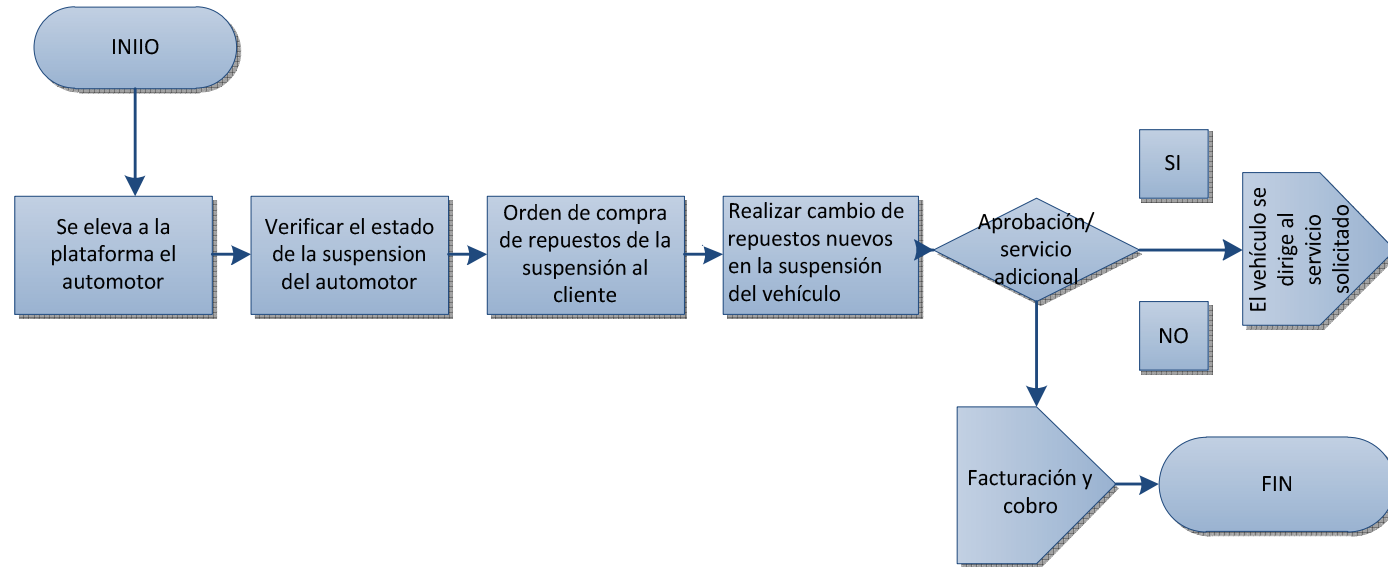 INIIO
Se eleva a la
plataforma el
automotor
Verificar el estado
de la suspension
del automotor
Orden de compra
de repuestos de la
suspensión al
cliente
Realizar cambio de
repuestos nuevos
en la suspensión
del vehículo
Aprobación/
servicio
adicional
SI
El vehículo se
dirige al
servicio
solicitado
NO
Facturación y
cobro
FIN